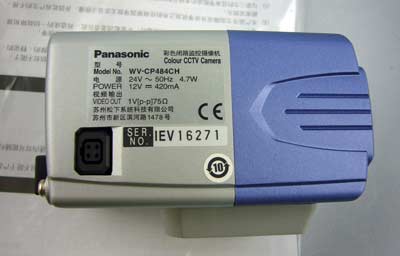 Panasonic 彩色闭路监控摄像机
Colour CCTV Camera
型 号
Model No. WV-CP484CH
电 源 24V ~ 50Hz 4.7W
POWER 12V ⎓ 420mA
视频输出
VIDEO OUT 1V[p-p]75Ω
苏州松下系统科技有限公司
苏州市新区滨河路1478号
CE
SER.
NO. IEV16271
10